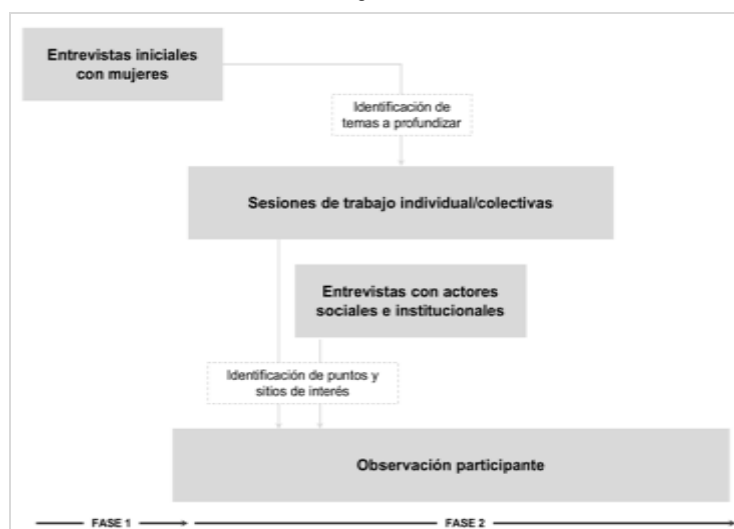 Entrevistas iniciales
con mujeres
Identificación de
temas a profundizar
Sesiones de trabajo individual/colectivas
Entrevistas con actores
sociales e institucionales
Identificación de puntos y
sitios de interés
Observación participante
FASE 1
FASE 2